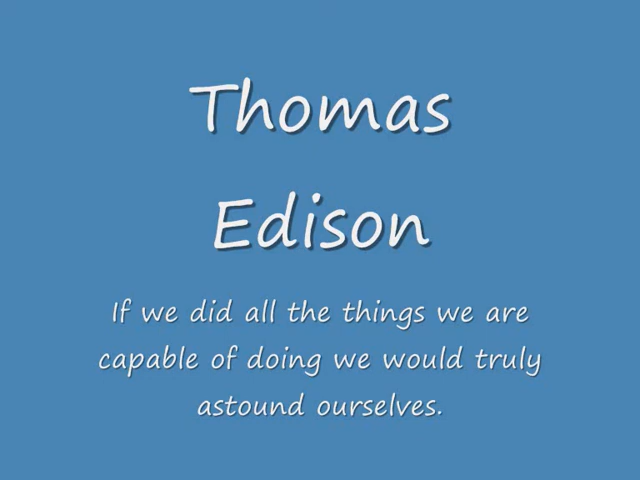 Thomas
Edison
If we did all the things we are
capable of doing we would truly
astound ourselves.